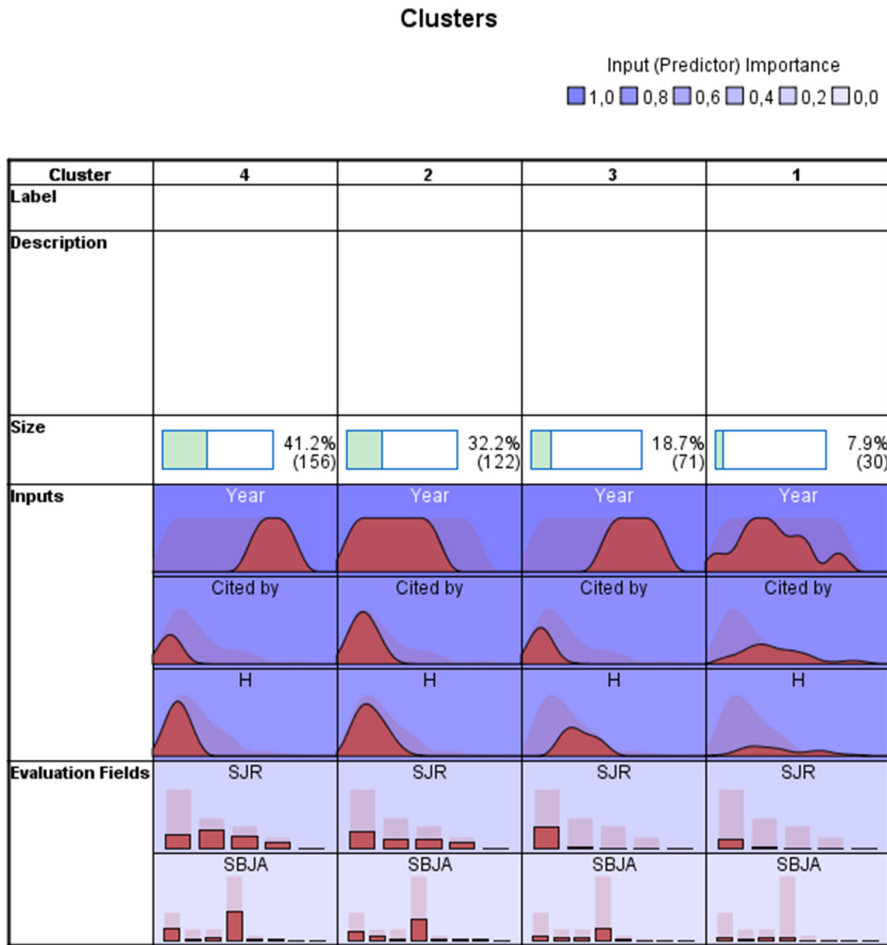 Clusters
Input (Predictor) Importance
1,0 0,8 0,6 0,4 0,2 0,0
Cluster 4 2 3 1
Label
Description
Size 41.2% 32.2% 18.7% 7.9%
(156) (122) (71) (30)
Inputs Year Year Year Year
Cited by Cited by Cited by Cited by
H H H H
Evaluation Fields SJR SJR SJR SJR
SBJA SBJA SBJA SBJA